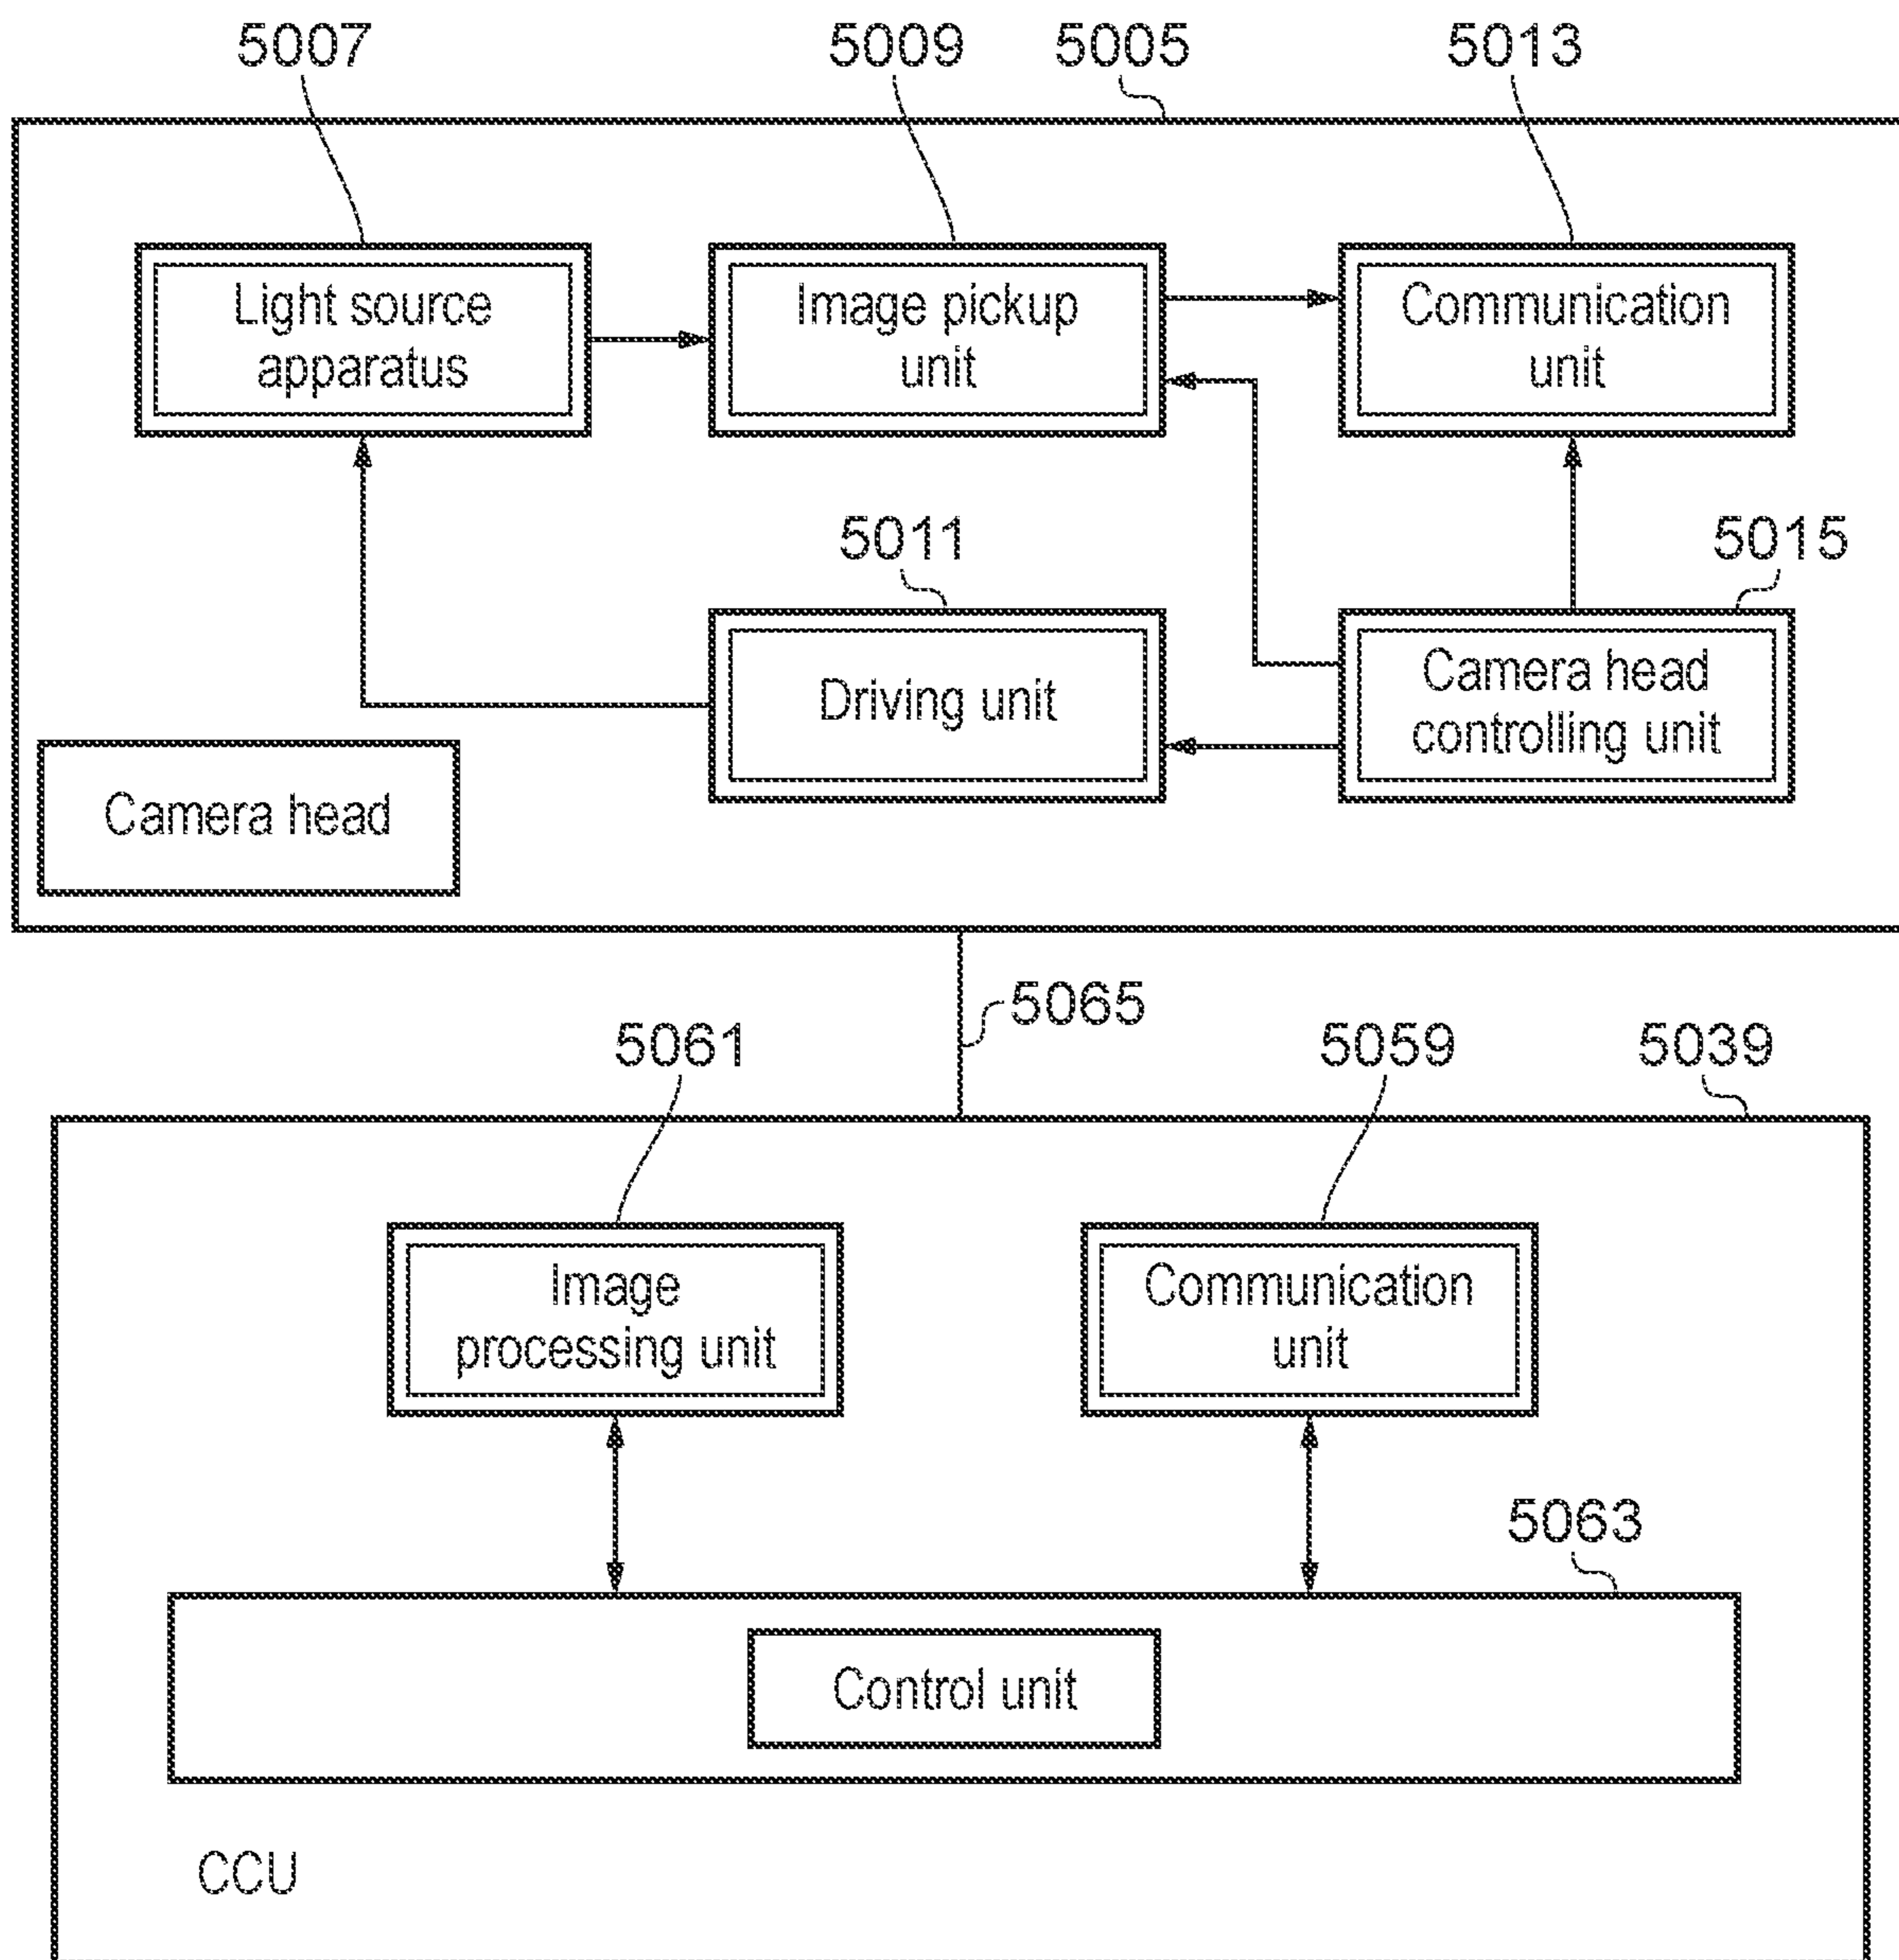 5007
5009
5005
5013
Light source
apparatus
Image pickup
unit
Communication
unit
5011
5015
Driving unit
Camera head
controlling unit
Camera head
5065
5061
5059
5039
Image
processing unit
Communication
unit
5063
Control unit
CCU